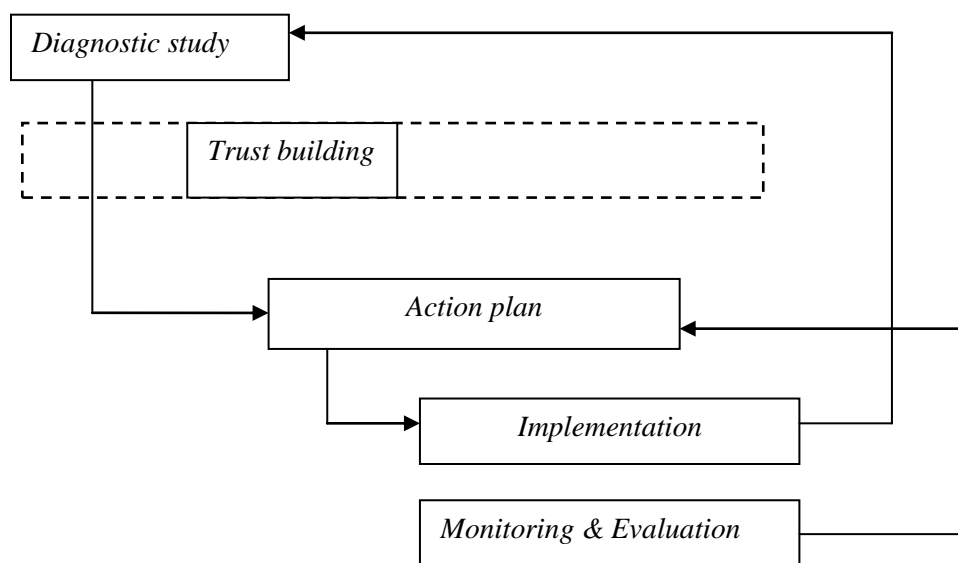 Diagnostic study
Trust building
Action plan
Implementation
Monitoring & Evaluation